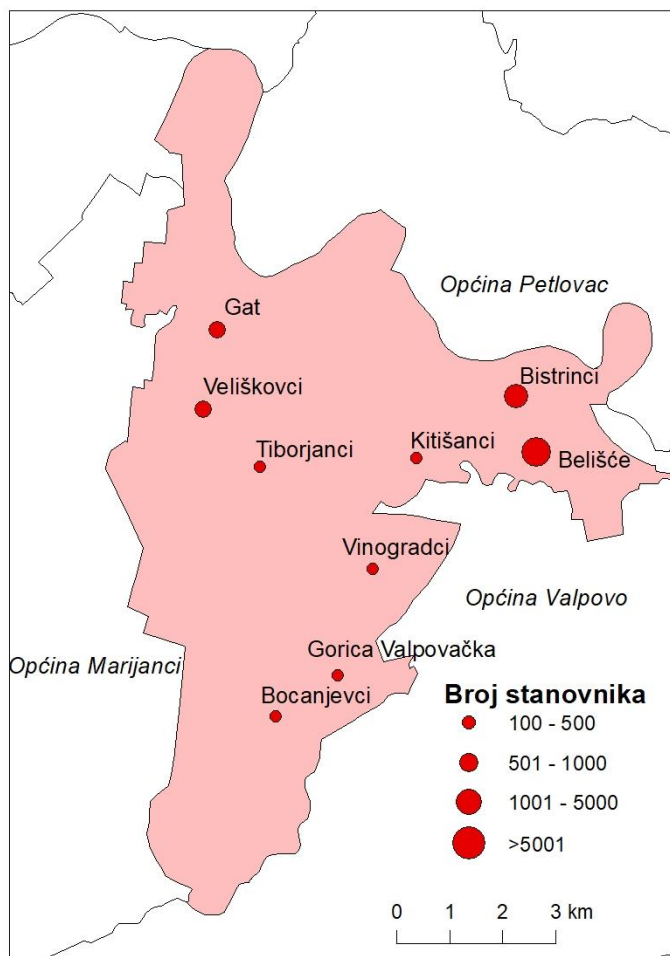 Općina Petlovac
Gat
Bistrinci
Veliškovci
Tiborjanci
Kitišanci
Belišće
Vinogradci
Općina Valpovo
Gorica Valpovačka
Općina Marijanci
Bocanjevci
Broj stanovnika
100 - 500
501 - 1000
1001 - 5000
>5001
0 1 2 3 km